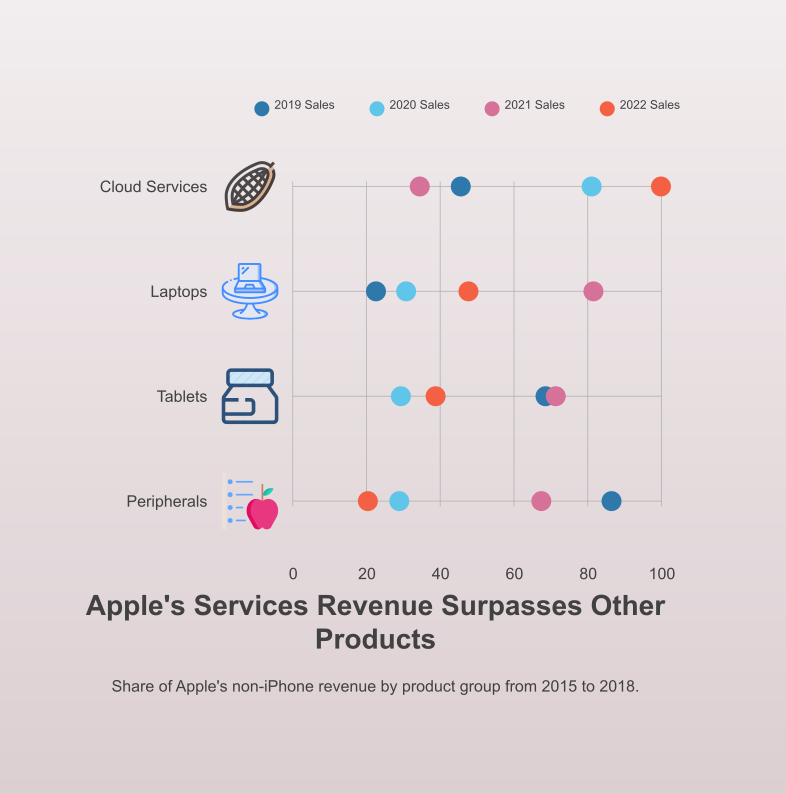 2019 Sales 2020 Sales 2021 Sales 2022 Sales
Cloud Services
Laptops
Tablets
Peripherals
0 20 40 60 80 100
Apple's Services Revenue Surpasses Other
Products
Share of Apple's non-iPhone revenue by product group from 2015 to 2018.